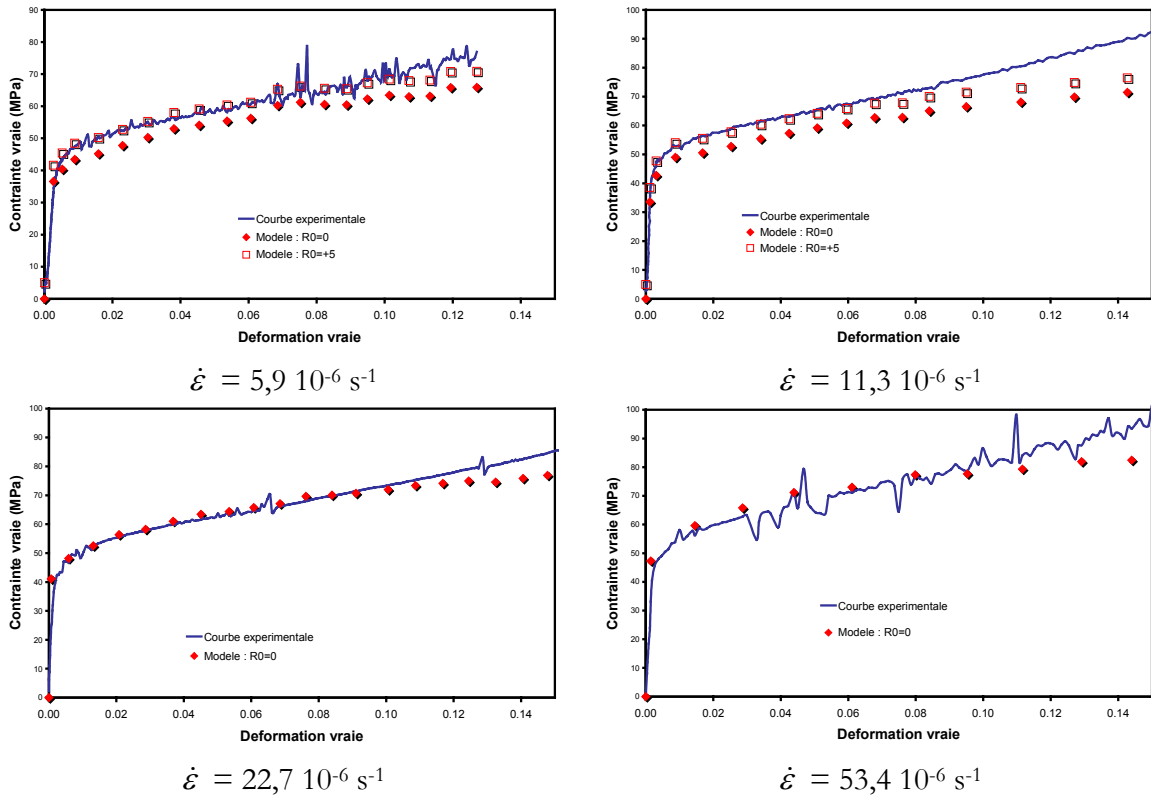 Contrainte vraie (MPa)
90
80
70
60
50
40
30
20
10
0
0.00 0.02 0.04 0.06 0.08 0.10 0.12 0.14
Deformation vraie
Courbe experimentale
Modele : R0=0
Modele : R0=+5
ε̇ = 5,9 10⁻⁶ s⁻¹
Contrainte vraie (MPa)
100
90
80
70
60
50
40
30
20
10
0
0.00 0.02 0.04 0.06 0.08 0.10 0.12 0.14
Deformation vraie
Courbe experimentale
Modele : R0=0
Modele : R0=+5
ε̇ = 11,3 10⁻⁶ s⁻¹
Contrainte vraie (MPa)
100
90
80
70
60
50
40
30
20
10
0
0.00 0.02 0.04 0.06 0.08 0.10 0.12 0.14
Deformation vraie
Courbe experimentale
Modele : R0=0
ε̇ = 22,7 10⁻⁶ s⁻¹
Contrainte vraie (MPa)
100
90
80
70
60
50
40
30
20
10
0
0.00 0.02 0.04 0.06 0.08 0.10 0.12 0.14
Deformation vraie
Courbe experimentale
Modele : R0=0
ε̇ = 53,4 10⁻⁶ s⁻¹